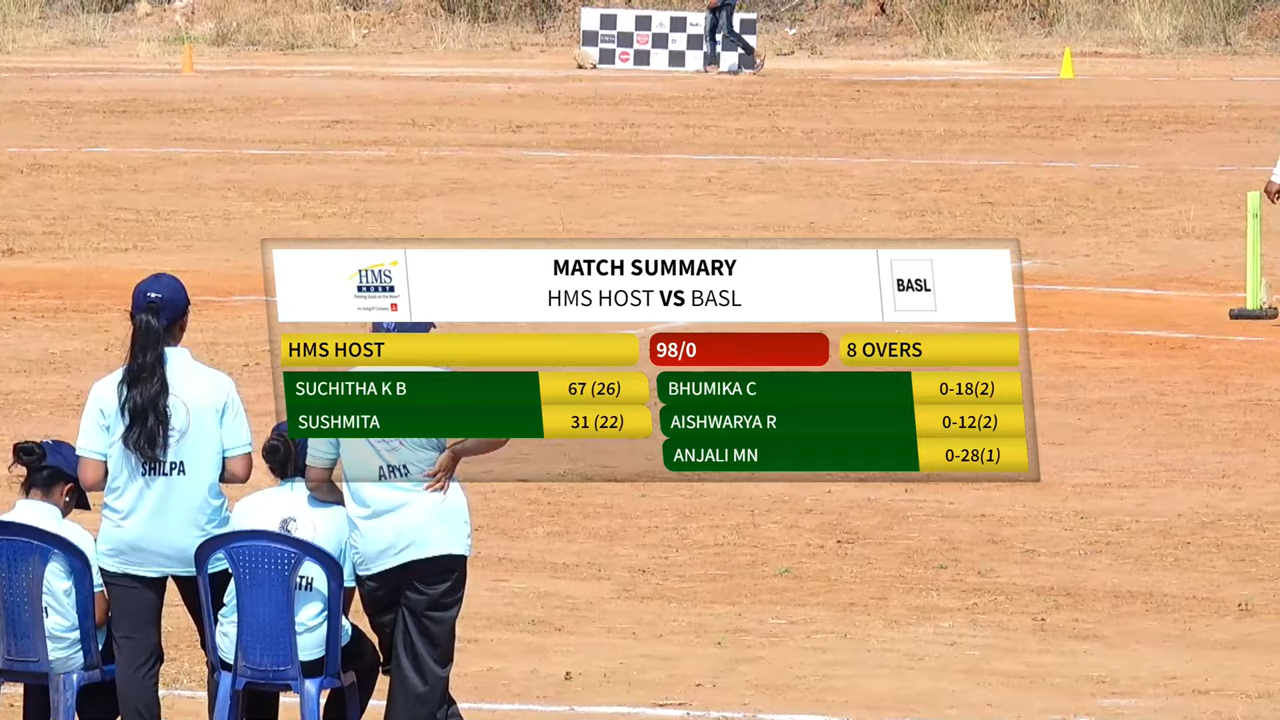 MATCH SUMMARY
HMS HOST VS BASL
HMS
HOST
BASL
HMS HOST 98/0 8 OVERS
SUCHITHA K B 67 (26) BHUMIKA C 0-18(2)
SUSHMITA 31 (22) AISHWARYA R 0-12(2)
ANJALI MN 0-28(1)
SHILPA
ARYA
TH